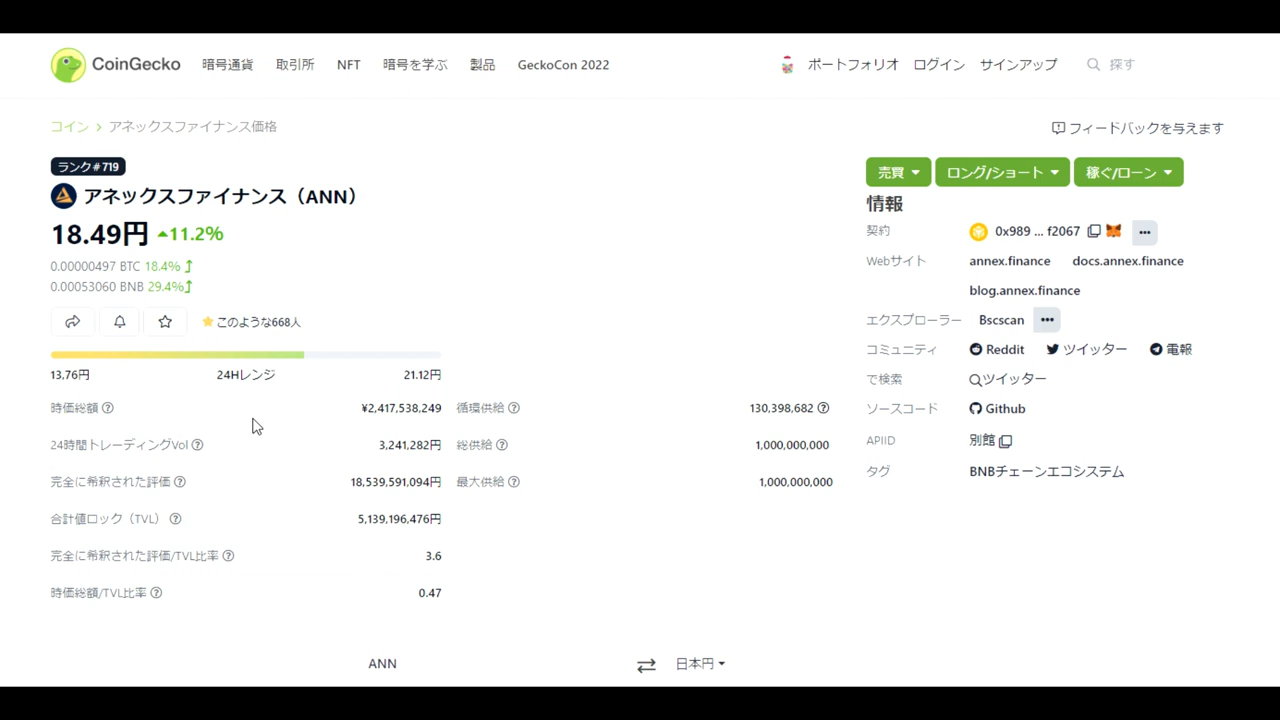 CoinGecko 暗号通貨 取引所 NFT 暗号を学ぶ 製品 GeckoCon 2022 ポートフォリオ ログイン サインアップ 探す
コイン > アネックスファイナンス価格 フィードバックを与えます
ランク#719
アネックスファイナンス（ANN）
18.49円 11.2%
0.00000497 BTC 18.4%
0.00053060 BNB 29.4%
このような668人
13,76円 24Hレンジ 21.12円
時価総額 ¥2,417,538,249 循環供給 130,398,682
24時間トレーディングVol 3,241,282円 総供給 1,000,000,000
完全に希釈された評価 18,539,591,094円 最大供給 1,000,000,000
合計値ロック（TVL） 5,139,196,476円
完全に希釈された評価/TVL比率 3.6
時価総額/TVL比率 0.47
売買 ロング/ショート 稼ぐ/ローン
情報
契約 0x989 ... f2067
Webサイト annex.finance docs.annex.finance
blog.annex.finance
エクスプローラー Bscscan
コミュニティ Reddit ツイッター 電報
で検索 ツイッター
ソースコード Github
APIID 別館
タグ BNBチェーンエコシステム
ANN 日本円